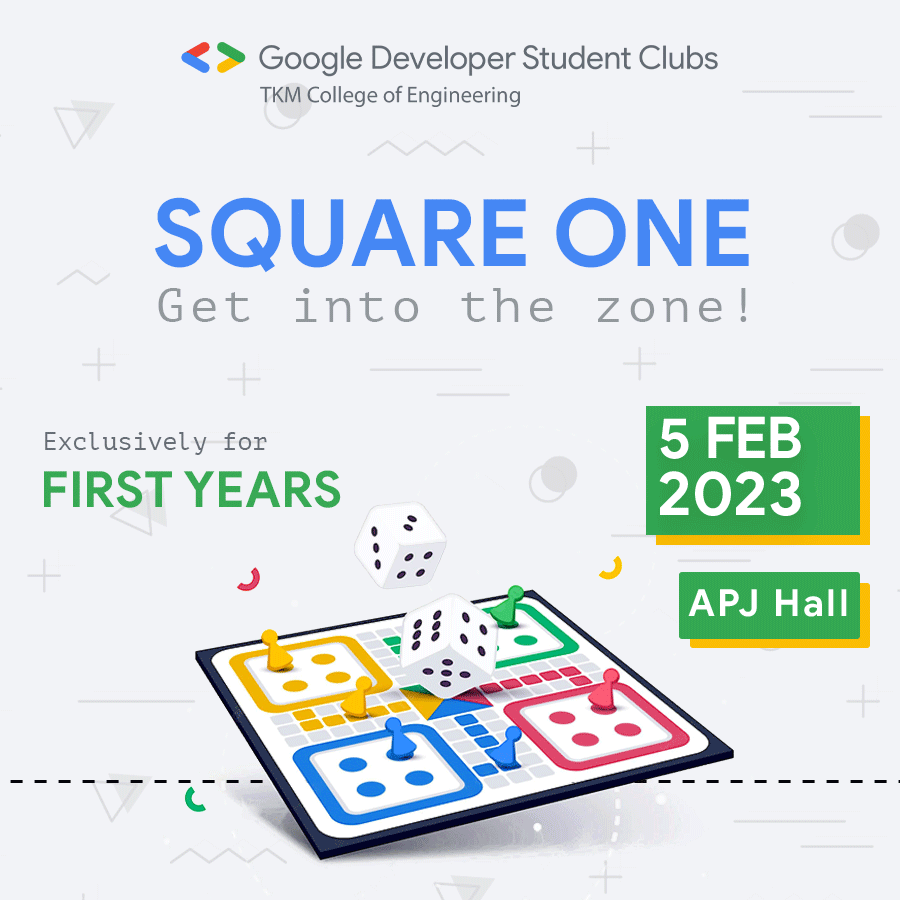 Google Developer Student Clubs
TKM College of Engineering
SQUARE ONE
Get into the zone!
Exclusively for
FIRST YEARS
5 FEB
2023
APJ Hall